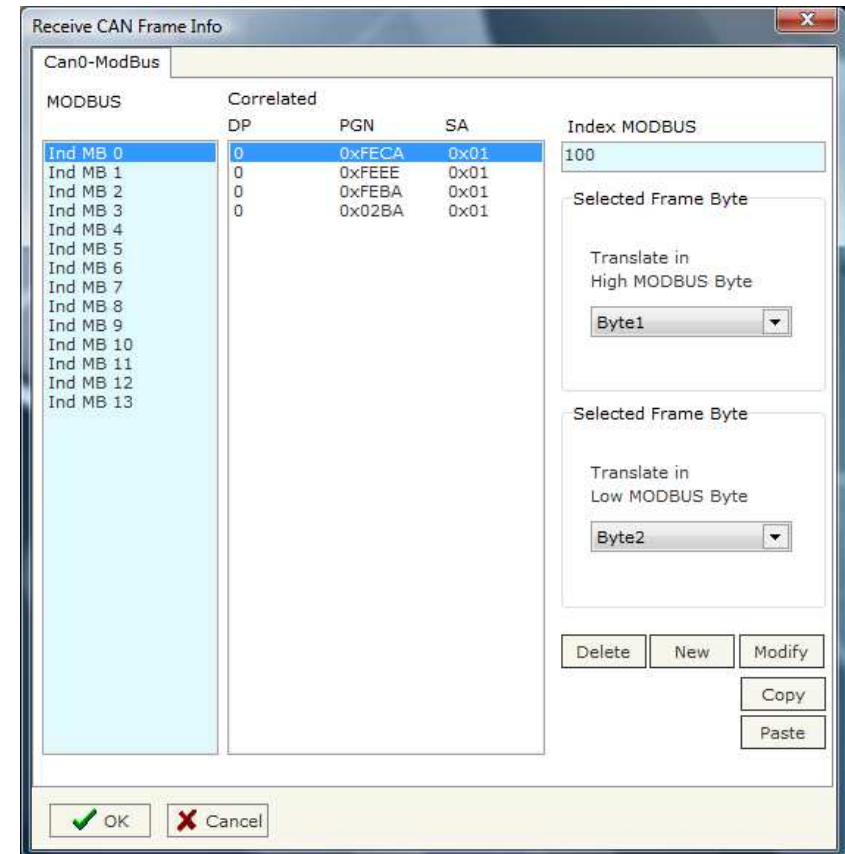 Receive CAN Frame Info
x
Can0-ModBus
MODBUS
Correlated
DP PGN SA
Ind MB 0
Ind MB 1
Ind MB 2
Ind MB 3
Ind MB 4
Ind MB 5
Ind MB 6
Ind MB 7
Ind MB 8
Ind MB 9
Ind MB 10
Ind MB 11
Ind MB 12
Ind MB 13
0 0xFECA 0x01
0 0xFEEE 0x01
0 0xFEBA 0x01
0 0x02BA 0x01
Index MODBUS
100
Selected Frame Byte
Translate in
High MODBUS Byte
Byte1
Selected Frame Byte
Translate in
Low MODBUS Byte
Byte2
Delete New Modify
Copy
Paste
OK Cancel